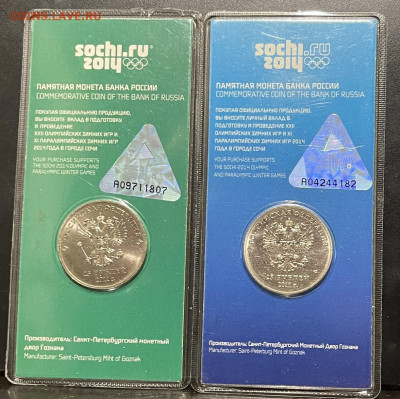 sochi.ru
2014
ПАМЯТНАЯ МОНЕТА БАНКА РОССИИ
COMMEMORATIVE COIN OF THE BANK OF RUSSIA
ПОКУПАЯ ОФИЦИАЛЬНУЮ ПРОДУКЦИЮ,
ВЫ ВНОСИТЕ ВКЛАД В ПОДГОТОВКУ
И ПРОВЕДЕНИЕ
XXII ОЛИМПИЙСКИХ ЗИМНИХ ИГР И XI
ПАРАЛИМПИЙСКИХ ЗИМНИХ ИГР
2014 ГОДА В ГОРОДЕ СОЧИ
YOUR PURCHASE SUPPORTS
THE SOCHI 2014 OLYMPIC AND
PARALYMPIC WINTER GAMES
A09711807
Производитель: Санкт-Петербургский монетный
двор Гознака
Manufacturer: Saint-Petersburg Mint of Goznak
sochi.ru
2014
ПАМЯТНАЯ МОНЕТА БАНКА РОССИИ
COMMEMORATIVE COIN OF THE BANK OF RUSSIA
ПОКУПАЯ ОФИЦИАЛЬНУЮ ПРОДУКЦИЮ,
ВЫ ВНОСИТЕ ЛИЧНЫЙ ВКЛАД В
ПОДГОТОВКУ И ПРОВЕДЕНИЕ XXII
ОЛИМПИЙСКИХ ЗИМНИХ ИГР И XI
ПАРАЛИМПИЙСКИХ ЗИМНИХ ИГР 2014
ГОДА В ГОРОДЕ СОЧИ
YOUR PURCHASE SUPPORTS
THE SOCHI 2014 OLYMPIC
AND PARALYMPIC WINTER GAMES
A04244182
Производитель: Санкт-Петербургский Монетный Двор Гознака
Manufacturer: Saint-Petersburg Mint of Goznak